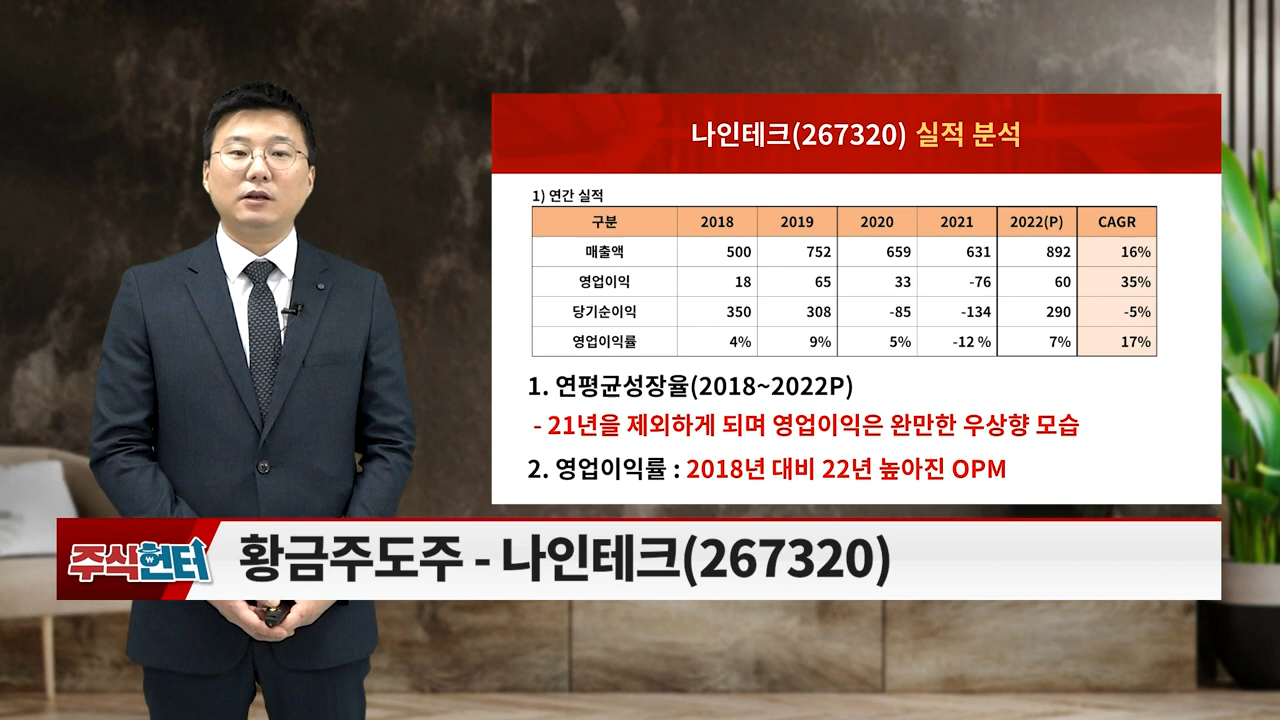 나인테크(267320) 실적 분석
1) 연간 실적
구분 2018 2019 2020 2021 2022(P) CAGR
매출액 500 752 659 631 892 16%
영업이익 18 65 33 -76 60 35%
당기순이익 350 308 -85 -134 290 -5%
영업이익률 4% 9% 5% -12 % 7% 17%
1. 연평균성장율(2018~2022P)
- 21년을 제외하게 되며 영업이익은 완만한 우상향 모습
2. 영업이익률 : 2018년 대비 22년 높아진 OPM
주식헌터 황금주도주 - 나인테크(267320)